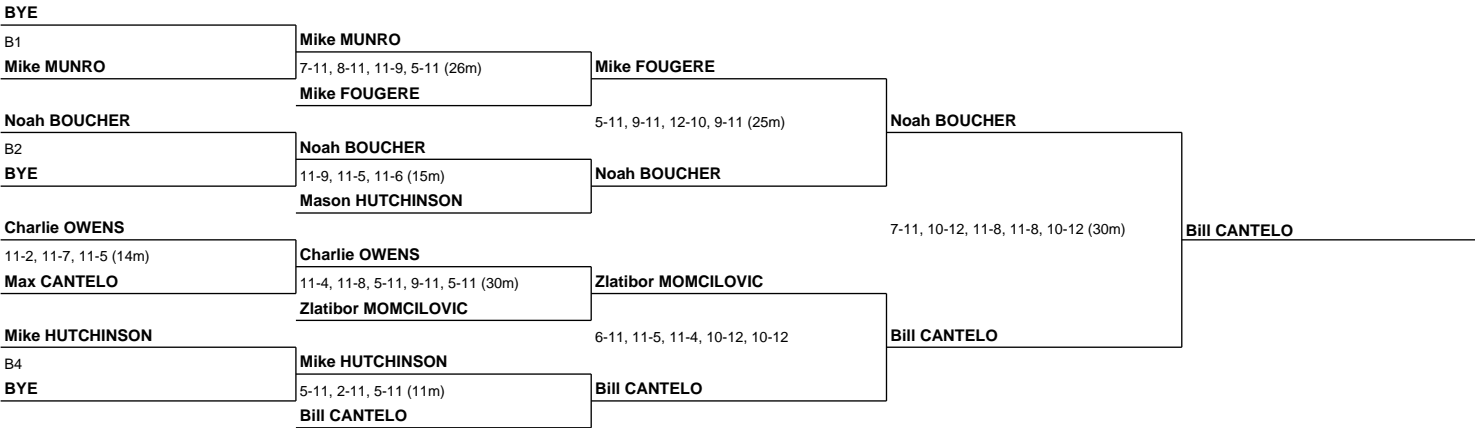 BYE
B1
Mike MUNRO
Noah BOUCHER
B2
BYE
Charlie OWENS
11-2, 11-7, 11-5 (14m)
Max CANTELO
Mike HUTCHINSON
B4
BYE
Mike MUNRO
7-11, 8-11, 11-9, 5-11 (26m)
Mike FOUGERE
Noah BOUCHER
11-9, 11-5, 11-6 (15m)
Mason HUTCHINSON
Charlie OWENS
11-4, 11-8, 5-11, 9-11, 5-11 (30m)
Zlatibor MOMCILOVIC
Mike HUTCHINSON
5-11, 2-11, 5-11 (11m)
Bill CANTELO
Mike FOUGERE
5-11, 9-11, 12-10, 9-11 (25m)
Noah BOUCHER
Zlatibor MOMCILOVIC
6-11, 11-5, 11-4, 10-12, 10-12
Bill CANTELO
Noah BOUCHER
7-11, 10-12, 11-8, 11-8, 10-12 (30m)
Bill CANTELO
Bill CANTELO